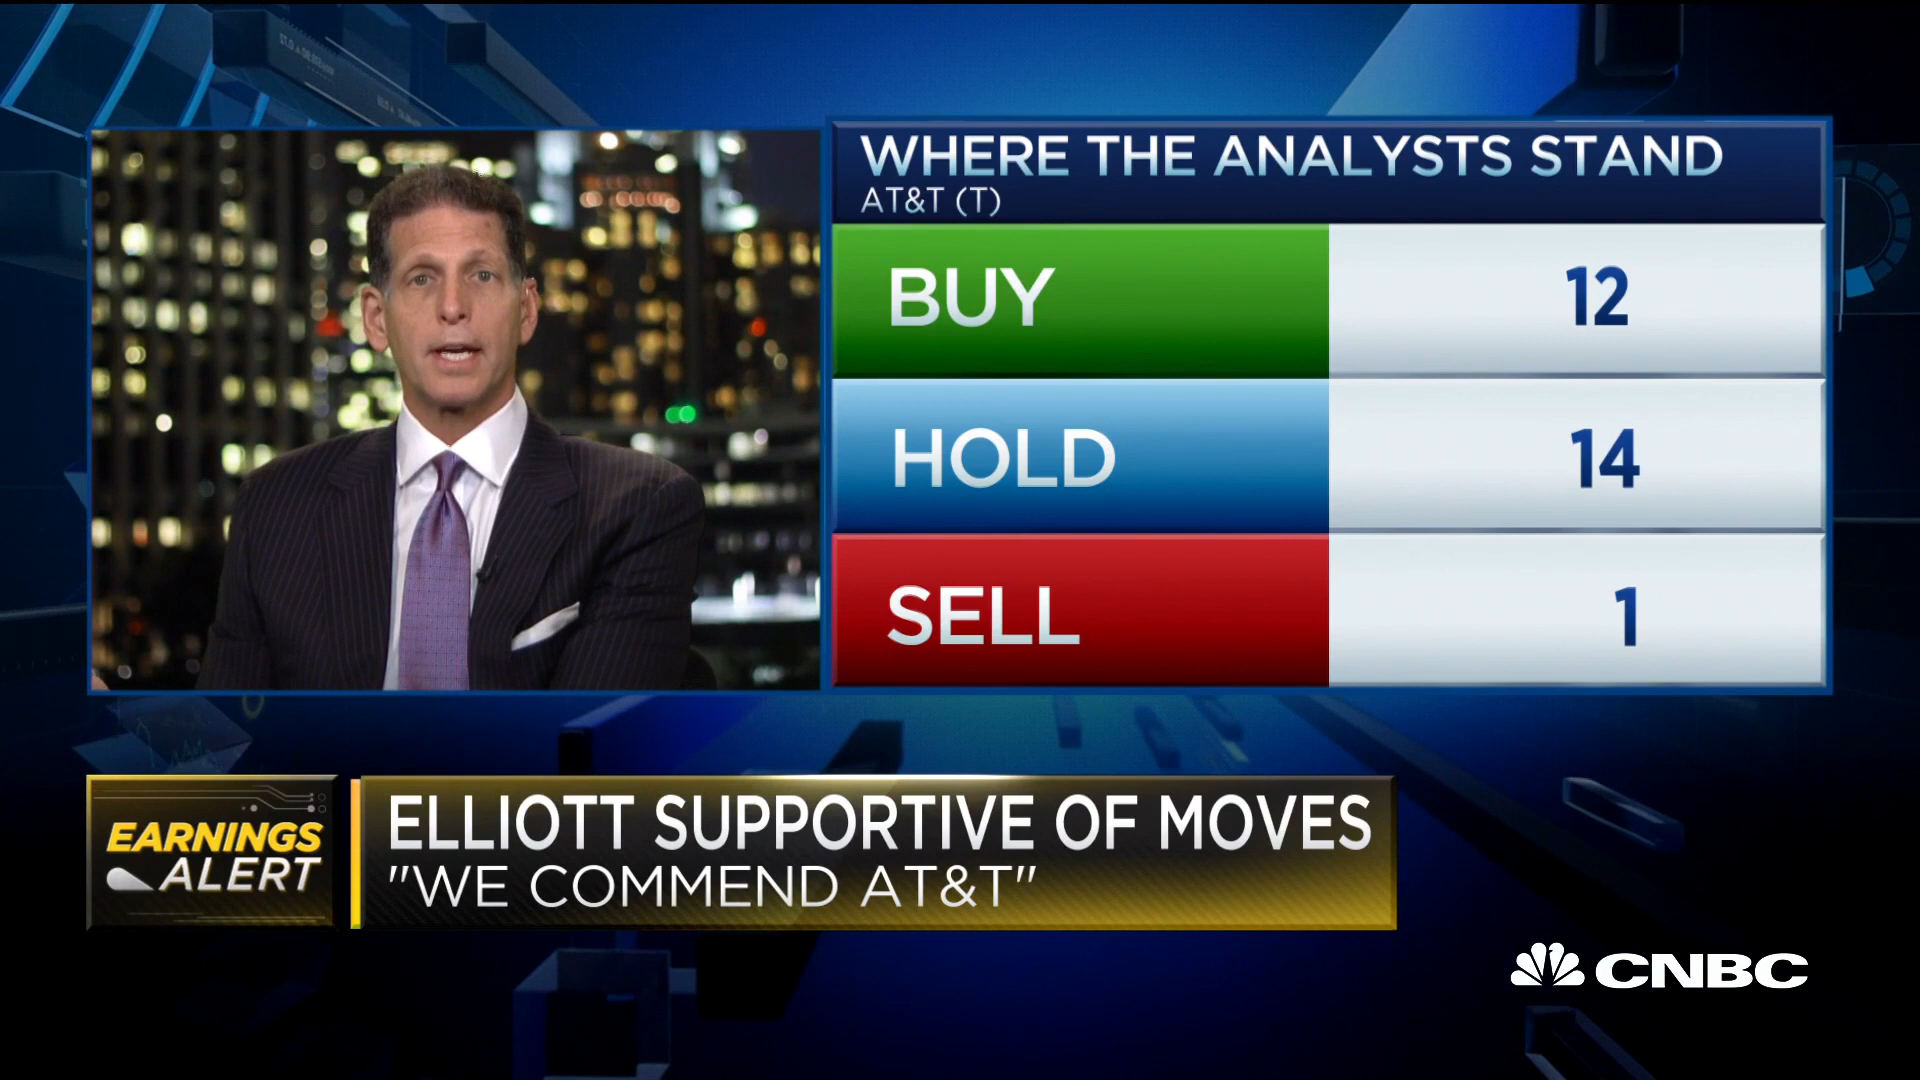 WHERE THE ANALYSTS STAND
AT&T (T)
BUY 12
HOLD 14
SELL 1
EARNINGS
ALERT
ELLIOTT SUPPORTIVE OF MOVES
"WE COMMEND AT&T"
CNBC